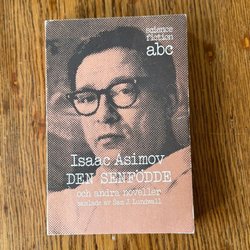 science
fiction
abc
Isaac Asimov
DEN SENFÖDDE
och andra noveller
samlade av Sam J. Lundwall